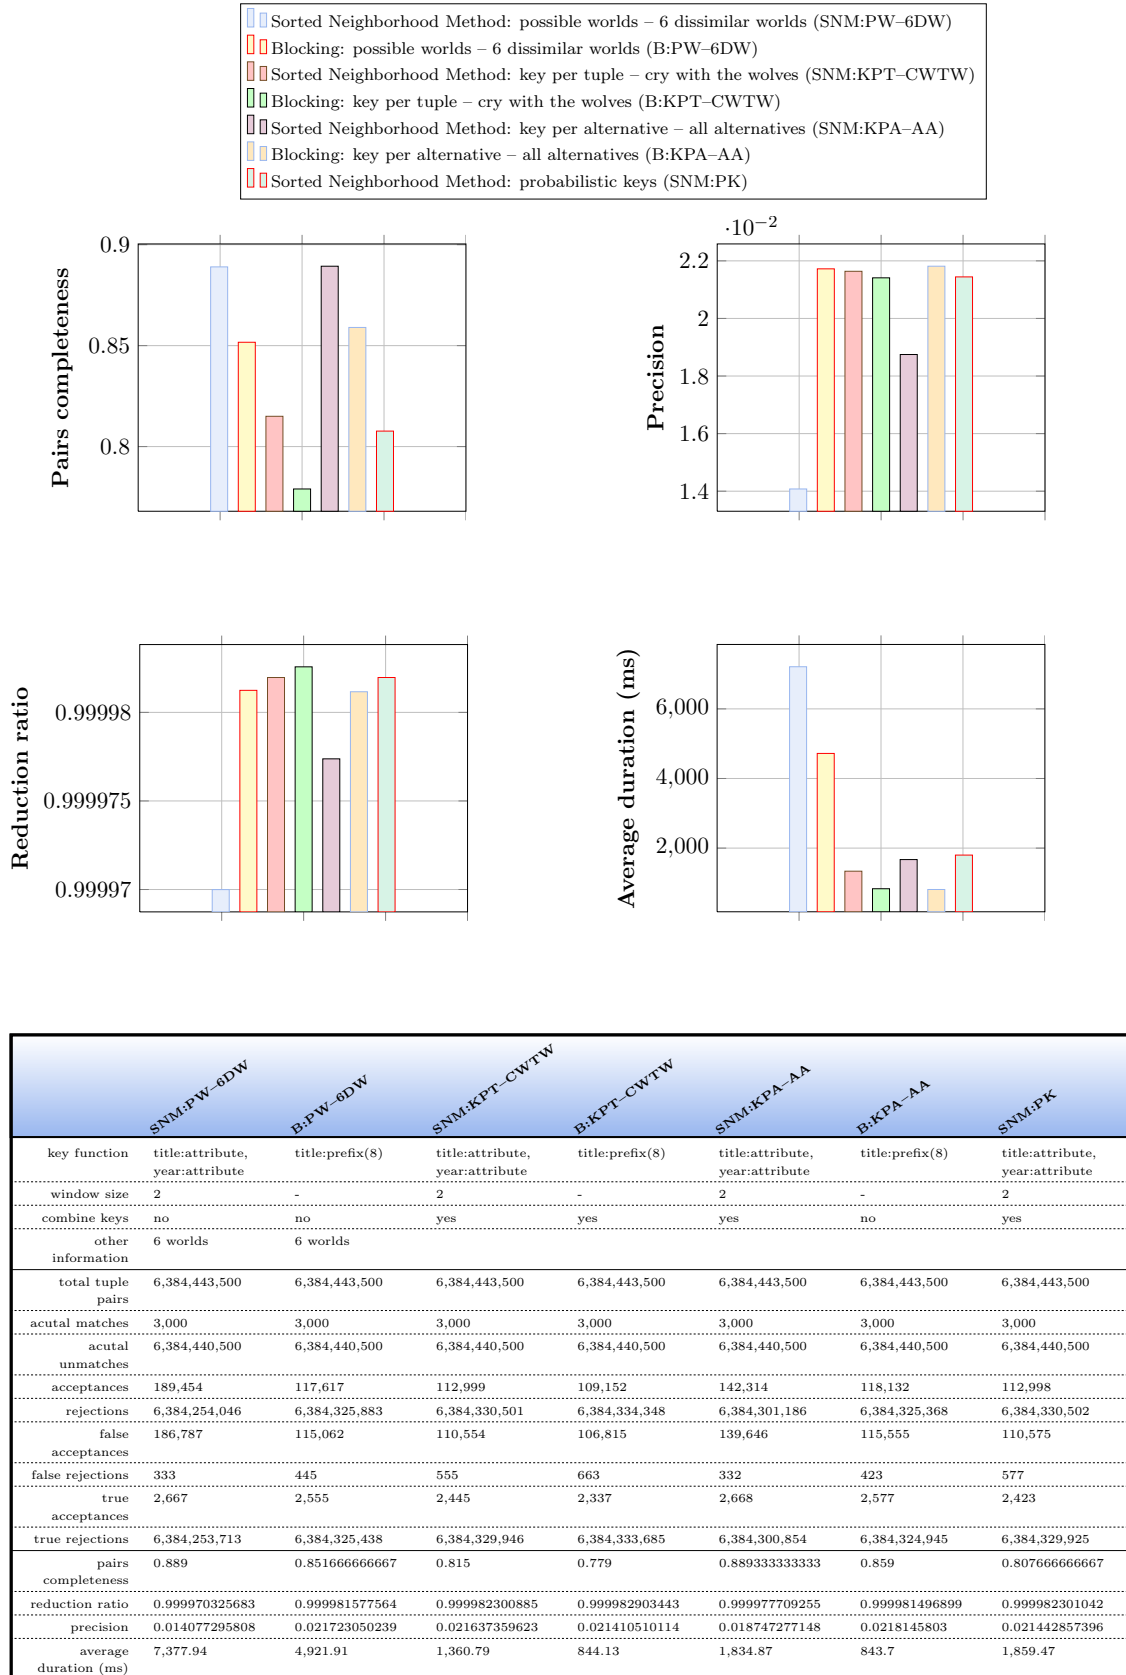 Sorted Neighborhood Method: possible worlds – 6 dissimilar worlds (SNM:PW–6DW)
Blocking: possible worlds – 6 dissimilar worlds (B:PW–6DW)
Sorted Neighborhood Method: key per tuple – cry with the wolves (SNM:KPT–CWTW)
Blocking: key per tuple – cry with the wolves (B:KPT–CWTW)
Sorted Neighborhood Method: key per alternative – all alternatives (SNM:KPA–AA)
Blocking: key per alternative – all alternatives (B:KPA–AA)
Sorted Neighborhood Method: probabilistic keys (SNM:PK)
Pairs completeness
0.9
0.85
0.8
Precision
·10−2
2.2
2
1.8
1.6
1.4
Reduction ratio
0.99998
0.999975
0.99997
Average duration (ms)
6,000
4,000
2,000
SNM:PW–6DW B:PW–6DW SNM:KPT–CWTW B:KPT–CWTW SNM:KPA–AA B:KPA–AA SNM:PK
key function title:attribute, title:prefix(8) title:attribute, title:prefix(8) title:attribute, title:prefix(8) title:attribute,
year:attribute year:attribute year:attribute year:attribute
window size 2 - 2 - 2 - 2
combine keys no no yes yes yes no yes
other 6 worlds 6 worlds
information
total tuple 6,384,443,500 6,384,443,500 6,384,443,500 6,384,443,500 6,384,443,500 6,384,443,500 6,384,443,500
pairs
acutal matches 3,000 3,000 3,000 3,000 3,000 3,000 3,000
acutal 6,384,440,500 6,384,440,500 6,384,440,500 6,384,440,500 6,384,440,500 6,384,440,500 6,384,440,500
unmatches
acceptances 189,454 117,617 112,999 109,152 142,314 118,132 112,998
rejections 6,384,254,046 6,384,325,883 6,384,330,501 6,384,334,348 6,384,301,186 6,384,325,368 6,384,330,502
false 186,787 115,062 110,554 106,815 139,646 115,555 110,575
acceptances
false rejections 333 445 555 663 332 423 577
true 2,667 2,555 2,445 2,337 2,668 2,577 2,423
acceptances
true rejections 6,384,253,713 6,384,325,438 6,384,329,946 6,384,333,685 6,384,300,854 6,384,324,945 6,384,329,925
pairs 0.889 0.851666666667 0.815 0.779 0.889333333333 0.859 0.807666666667
completeness
reduction ratio 0.999970325683 0.999981577564 0.999982300885 0.999982903443 0.999977709255 0.999981496899 0.999982301042
precision 0.014077295808 0.021723050239 0.021637359623 0.021410510114 0.018747277148 0.0218145803 0.021442857396
average 7,377.94 4,921.91 1,360.79 844.13 1,834.87 843.7 1,859.47
duration (ms)